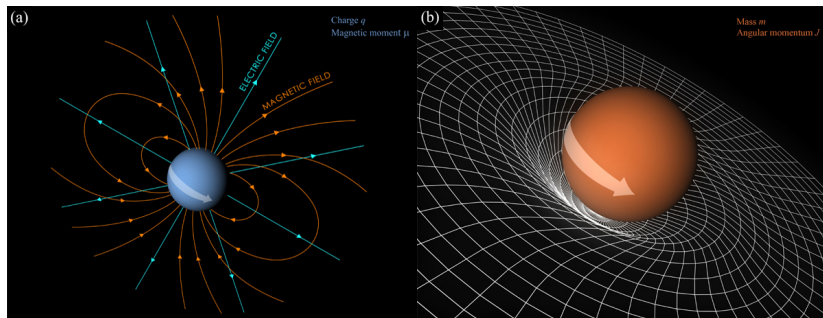 (a)
Charge q
Magnetic moment μ
ELECTRIC FIELD
MAGNETIC FIELD
(b)
Mass m
Angular momentum J